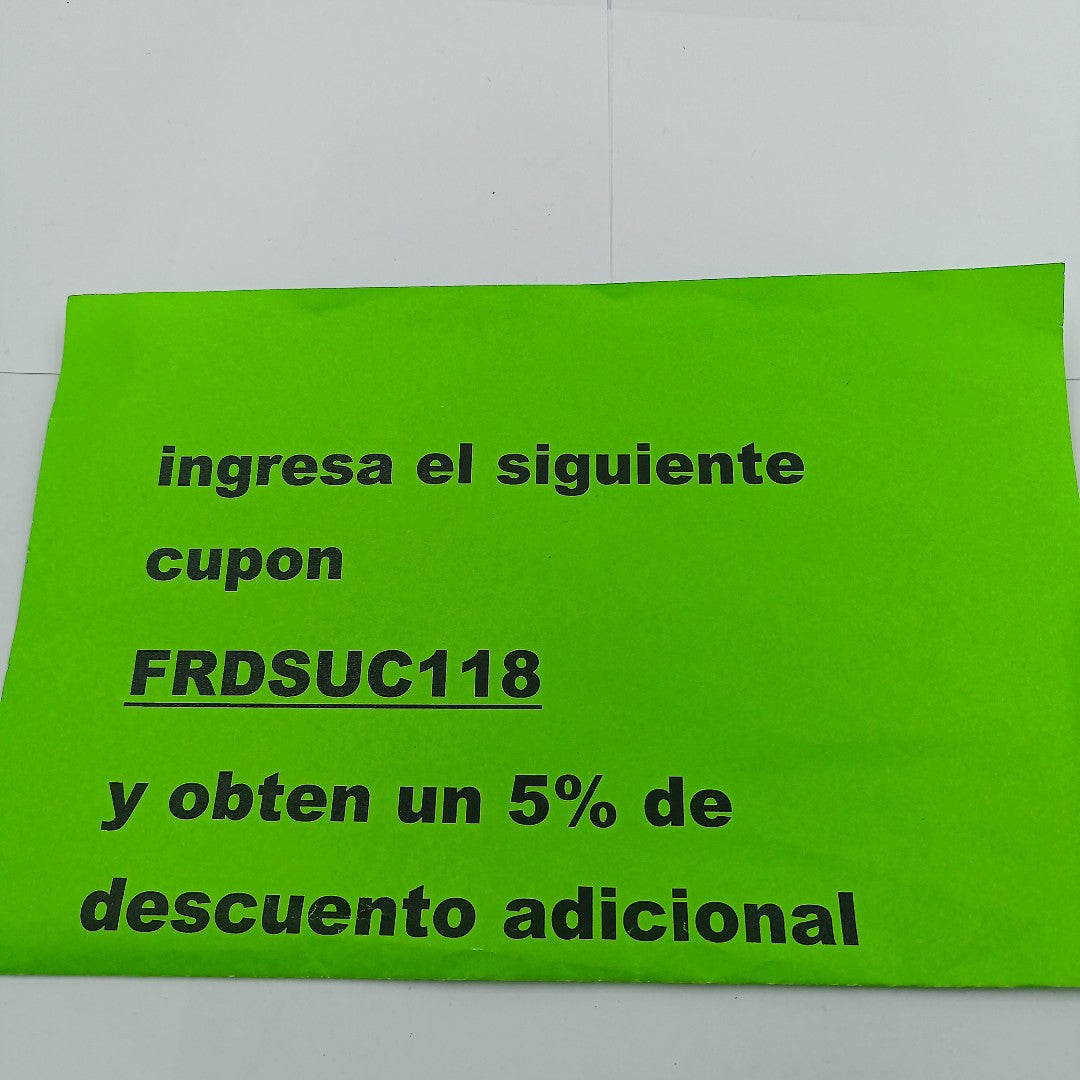 ingresa el siguiente
cupon
FRDSUC118
y obten un 5% de
descuento adicional